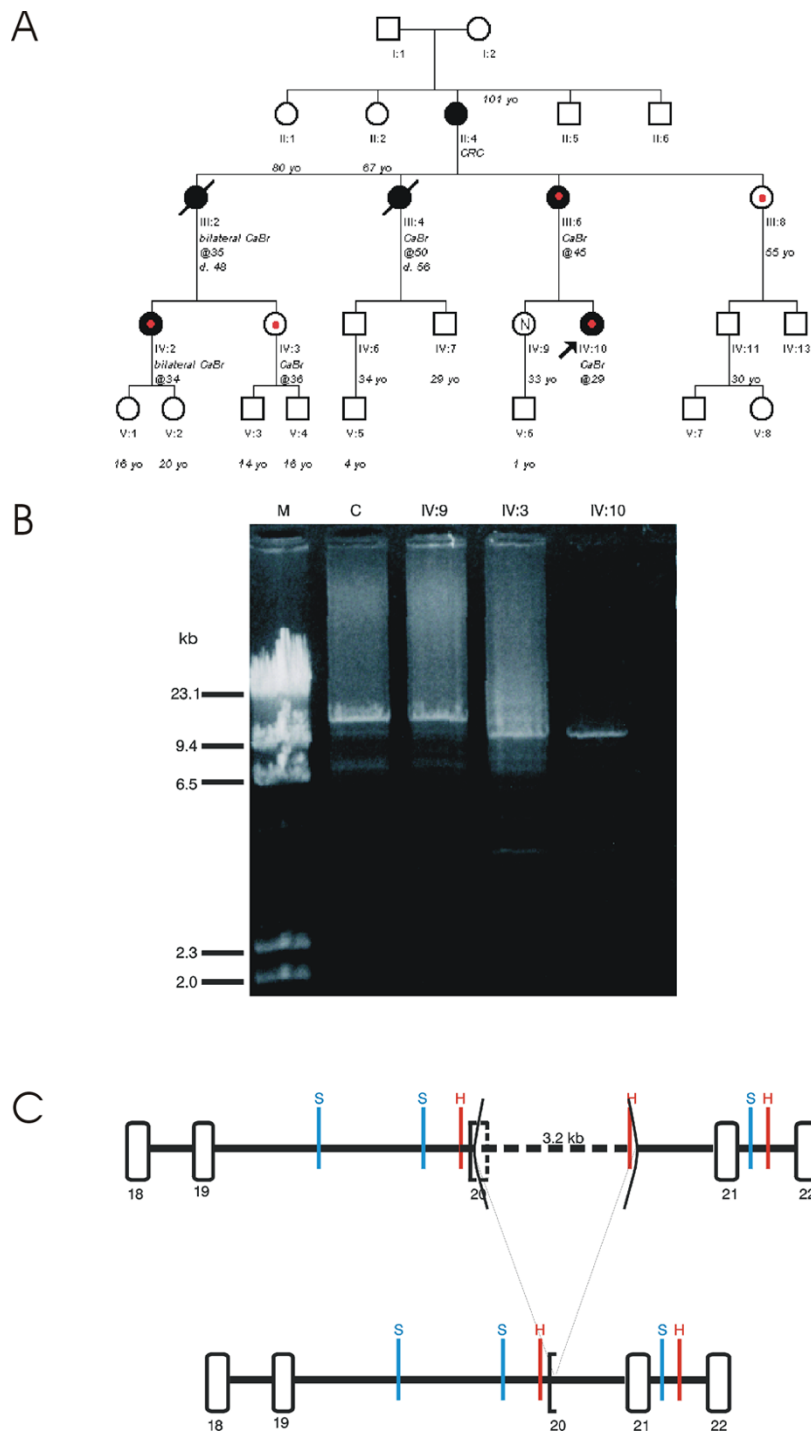 A
I:1 I:2
101 yo
II:1 II:2 II:4 II:5 II:6
CRC
80 yo 67 yo
III:2 III:4 III:6 III:8
bilateral CaBr CaBr CaBr
@35 @50 @45 55 yo
d. 48 d. 56
N
IV:2 IV:3 IV:6 IV:7 IV:9 IV:10 IV:11 IV:13
bilateral CaBr CaBr CaBr
@34 @36 34 yo 29 yo 33 yo @29 30 yo
V:1 V:2 V:3 V:4 V:5 V:6 V:7 V:8
16 yo 20 yo 14 yo 16 yo 4 yo 1 yo
B
M C IV:9 IV:3 IV:10
kb
23.1
9.4
6.5
2.3
2.0
C
S S H H S H
3.2 kb
18 19 20 21 22
S S H S H
18 19 20 21 22